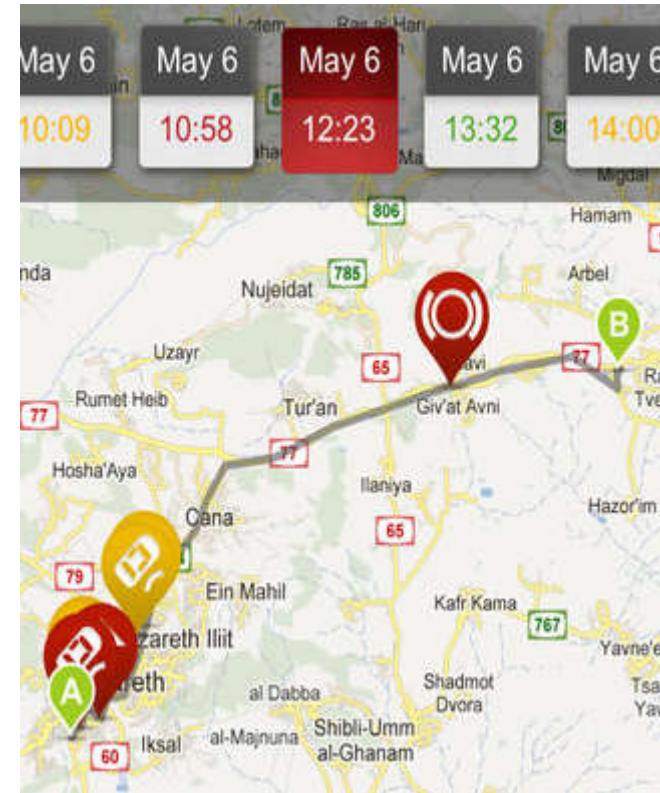 Lotem
May 6
May 6
May 6
May 6
May 6
10:09
10:58
12:23
13:32
14:00
Migdal
806
Hamam
785
Arbel
Nujeidat
B
Uzayr
65
77
Rumet Heib
Tur'an
Giv'at Avni
77
77
Hosha'Aya
Ilaniya
Cana
65
Hazor'im
79
Ein Mahil
Kafr Kama
767
A
al Dabba
Shadmot
Dvora
60
Iksal
al-Majnuna
Shibli-Umm
al-Ghanam